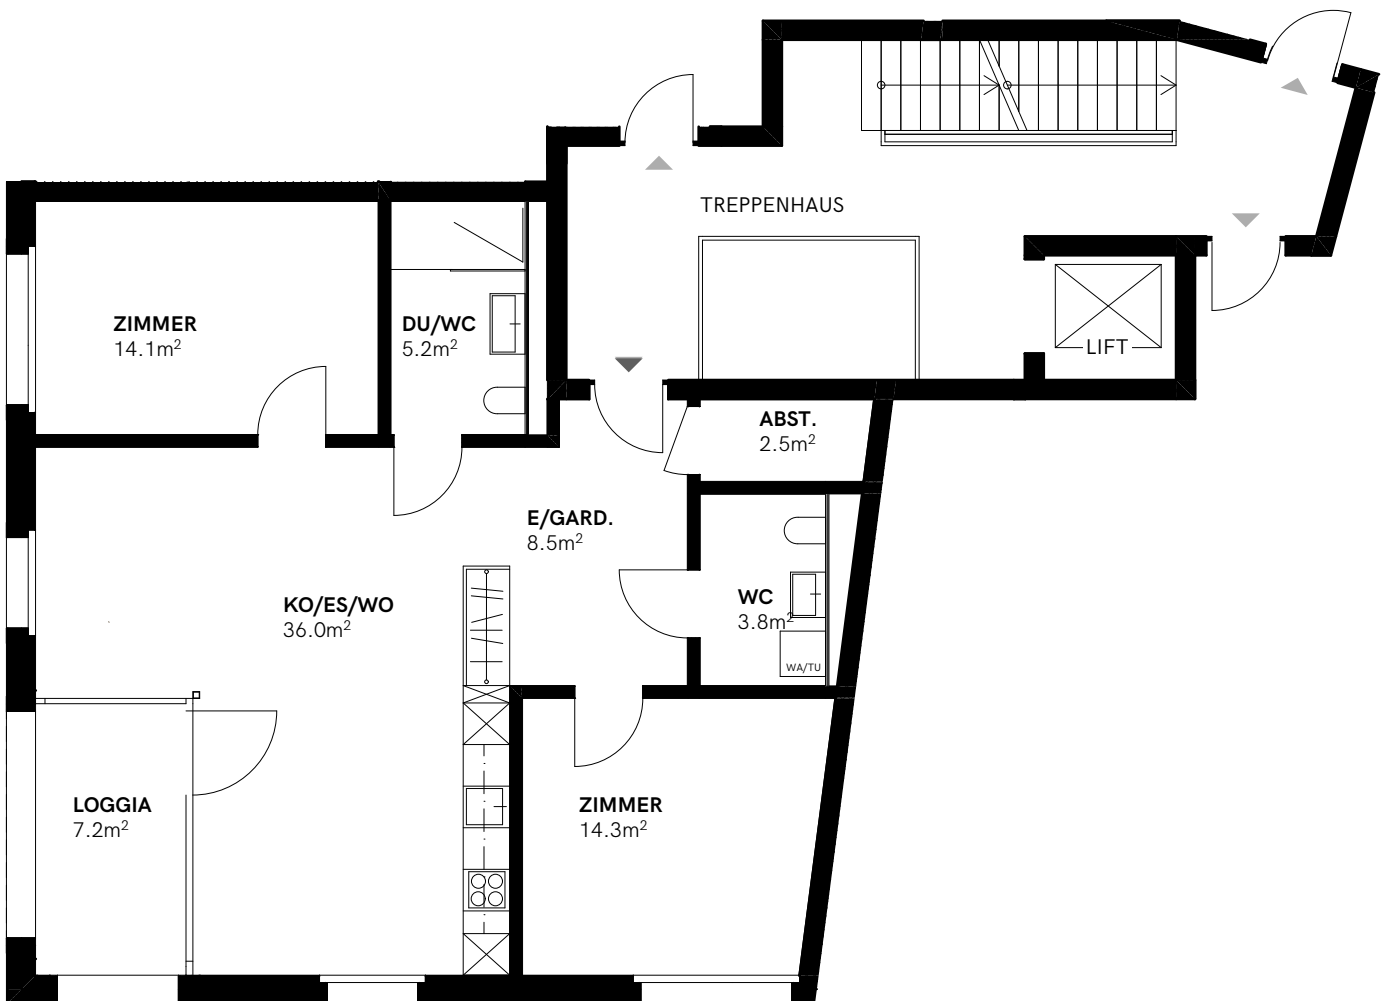 TREPPENHAUS
ZIMMER
14.1m²
DU/WC
5.2m²
LIFT
ABST.
2.5m²
E/GARD.
8.5m²
KO/ES/WO
36.0m²
WC
3.8m²
WA/TU
LOGGIA
7.2m²
ZIMMER
14.3m²